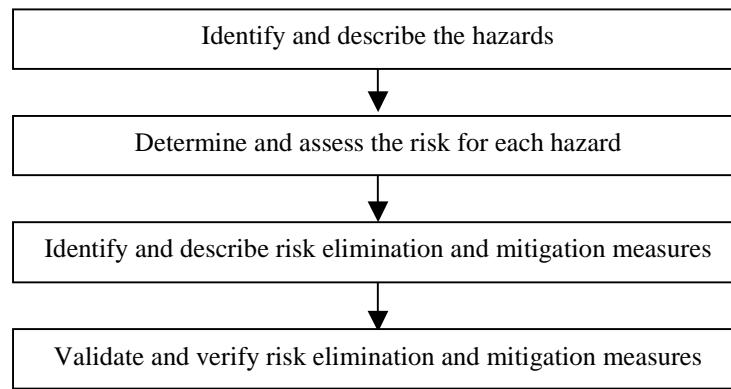 Identify and describe the hazards
Determine and assess the risk for each hazard
Identify and describe risk elimination and mitigation measures
Validate and verify risk elimination and mitigation measures